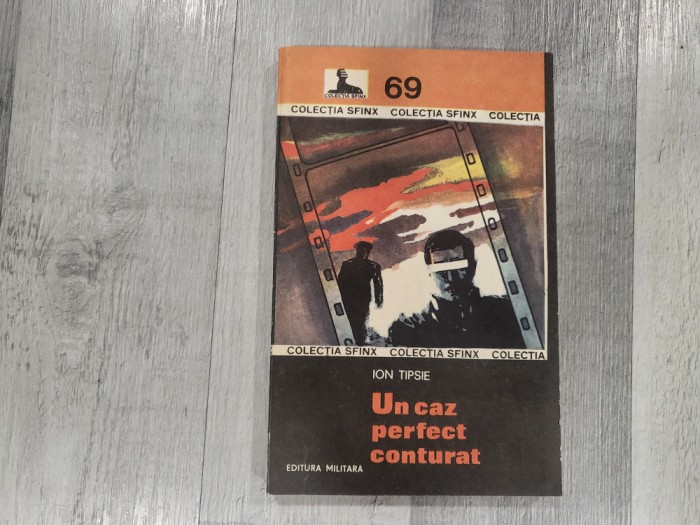 COLECȚIA SFINX
69
COLECȚIA SFINX COLECȚIA SFINX COLECȚIA
COLECȚIA SFINX COLECȚIA SFINX COLECȚIA
ION TIPSIE
Un caz
perfect
conturat
EDITURA MILITARA